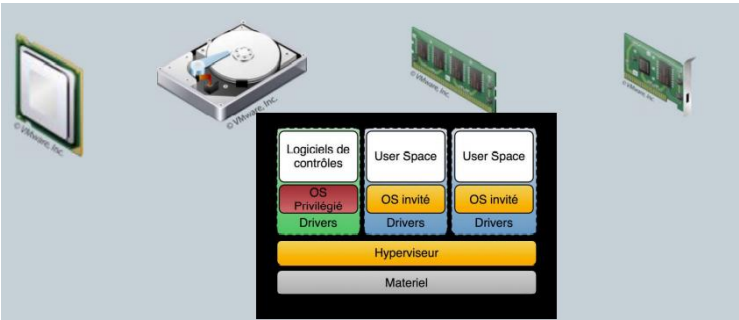 © VMware, Inc.
© VMware, Inc.
© VMware, Inc.
© VMware, Inc.
Logiciels de
contrôles
User Space
User Space
OS
Privilégié
OS invité
OS invité
Drivers
Drivers
Drivers
Hyperviseur
Materiel